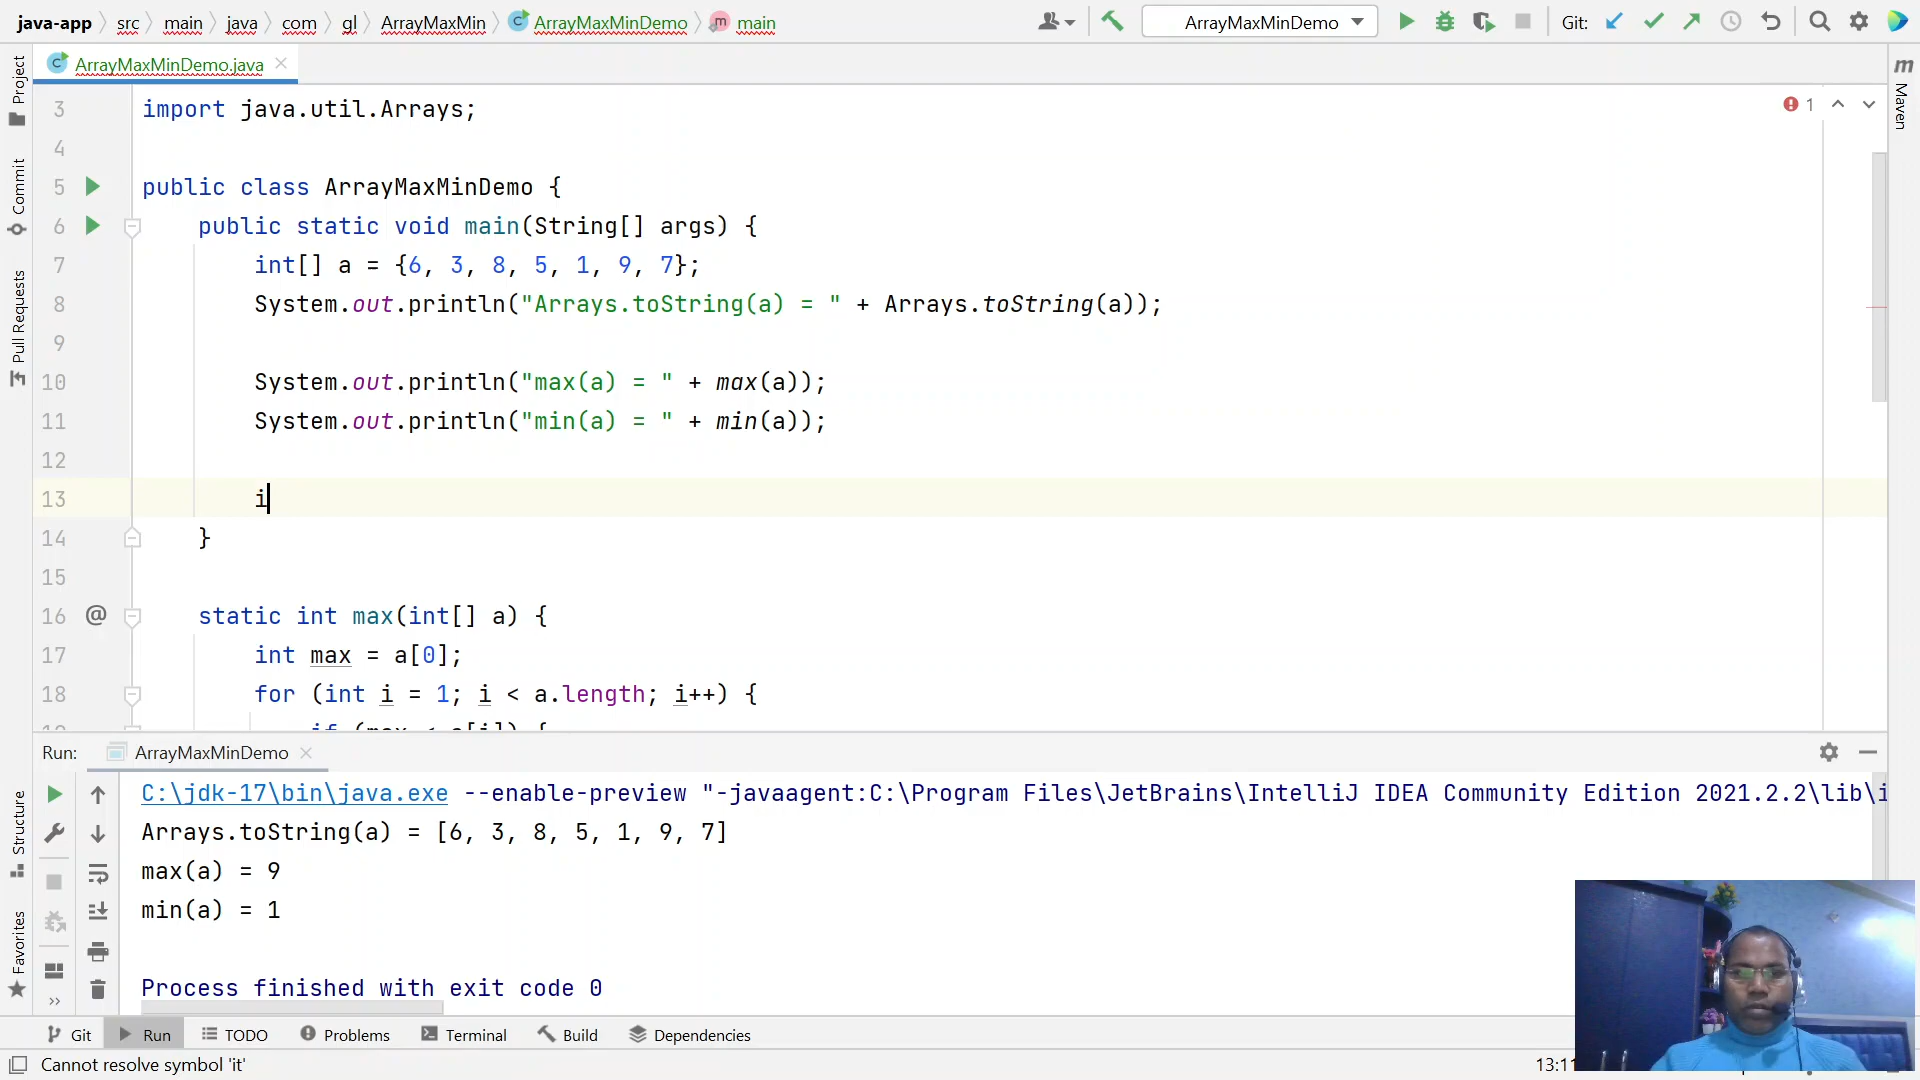 java-app src main java com gl ArrayMaxMin ArrayMaxMinDemo main ArrayMaxMinDemo Git:
ArrayMaxMinDemo.java
Project
Commit
Pull Requests
Structure
Favorites
Maven
1
3 import java.util.Arrays;
4
5 public class ArrayMaxMinDemo {
6 public static void main(String[] args) {
7 int[] a = {6, 3, 8, 5, 1, 9, 7};
8 System.out.println("Arrays.toString(a) = " + Arrays.toString(a));
9
10 System.out.println("max(a) = " + max(a));
11 System.out.println("min(a) = " + min(a));
12
13 i
14 }
15
16 @ static int max(int[] a) {
17 int max = a[0];
18 for (int i = 1; i < a.length; i++) {
Run: ArrayMaxMinDemo
C:\jdk-17\bin\java.exe --enable-preview "-javaagent:C:\Program Files\JetBrains\IntelliJ IDEA Community Edition 2021.2.2\lib\i
Arrays.toString(a) = [6, 3, 8, 5, 1, 9, 7]
max(a) = 9
min(a) = 1
Process finished with exit code 0
Git Run TODO Problems Terminal Build Dependencies
Cannot resolve symbol 'it'
13:11